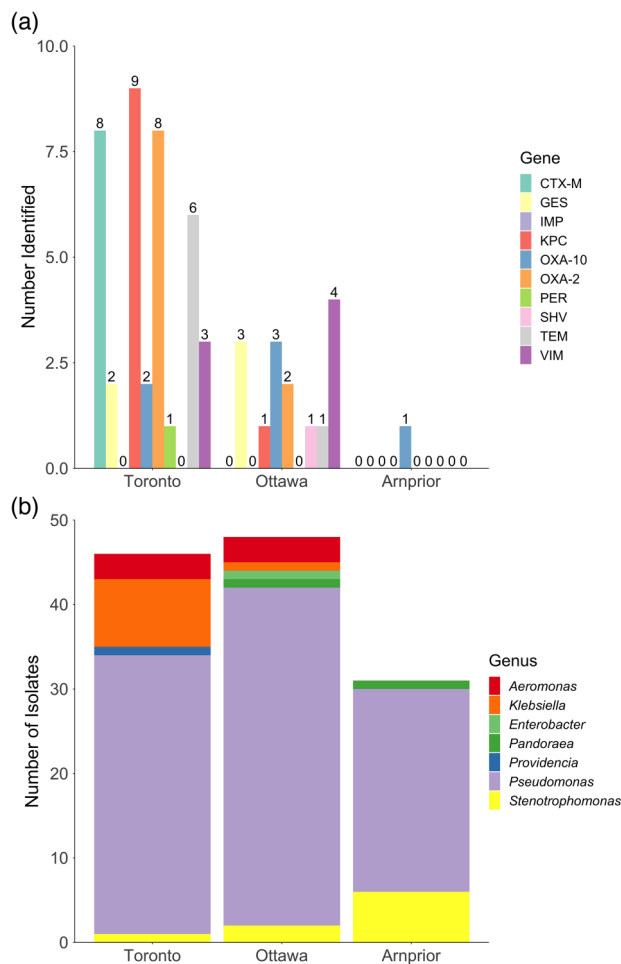 (a)
10.0
7.5
5.0
2.5
0.0
Number Identified
8 2 0 9 2 8 1 0 6 3
0 3 0 1 3 2 0 1 1 4
0 0 0 0 1 0 0 0 0 0
Toronto Ottawa Arnprior
Gene
CTX-M
GES
IMP
KPC
OXA-10
OXA-2
PER
SHV
TEM
VIM
(b)
50
40
30
20
10
0
Number of Isolates
Toronto Ottawa Arnprior
Genus
Aeromonas
Klebsiella
Enterobacter
Pandoraea
Providencia
Pseudomonas
Stenotrophomonas